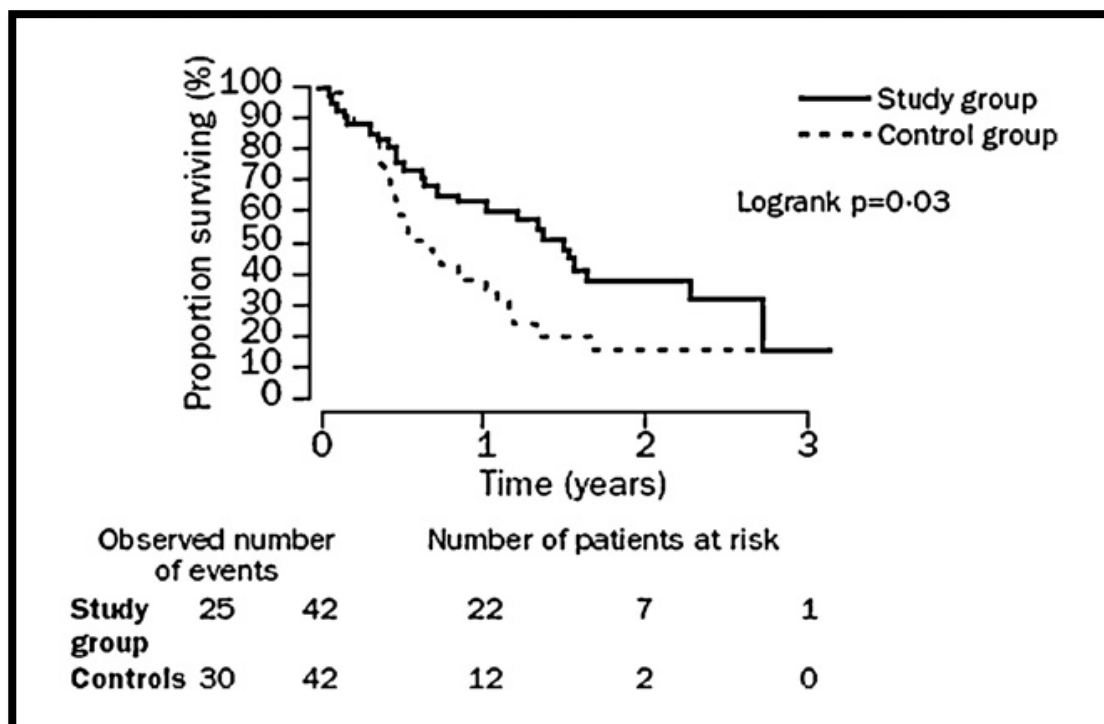 Proportion surviving (%)
100
90
80
70
60
50
40
30
20
10
0
Study group
Control group
Logrank p=0·03
0 1 2 3
Time (years)
Observed number Number of patients at risk
of events
Study 25 42 22 7 1
group
Controls 30 42 12 2 0